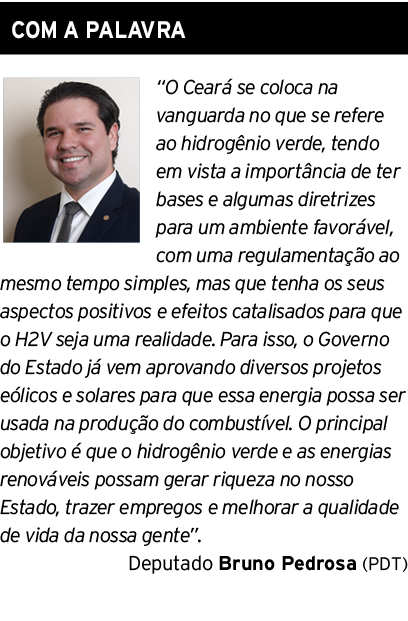 COM A PALAVRA
“O Ceará se coloca na
vanguarda no que se refere
ao hidrogênio verde, tendo
em vista a importância de ter
bases e algumas diretrizes
para um ambiente favorável,
com uma regulamentação ao
mesmo tempo simples, mas que tenha os seus
aspectos positivos e efeitos catalisados para que
o H2V seja uma realidade. Para isso, o Governo
do Estado já vem aprovando diversos projetos
eólicos e solares para que essa energia possa ser
usada na produção do combustível. O principal
objetivo é que o hidrogênio verde e as energias
renováveis possam gerar riqueza no nosso
Estado, trazer empregos e melhorar a qualidade
de vida da nossa gente”.
Deputado Bruno Pedrosa (PDT)